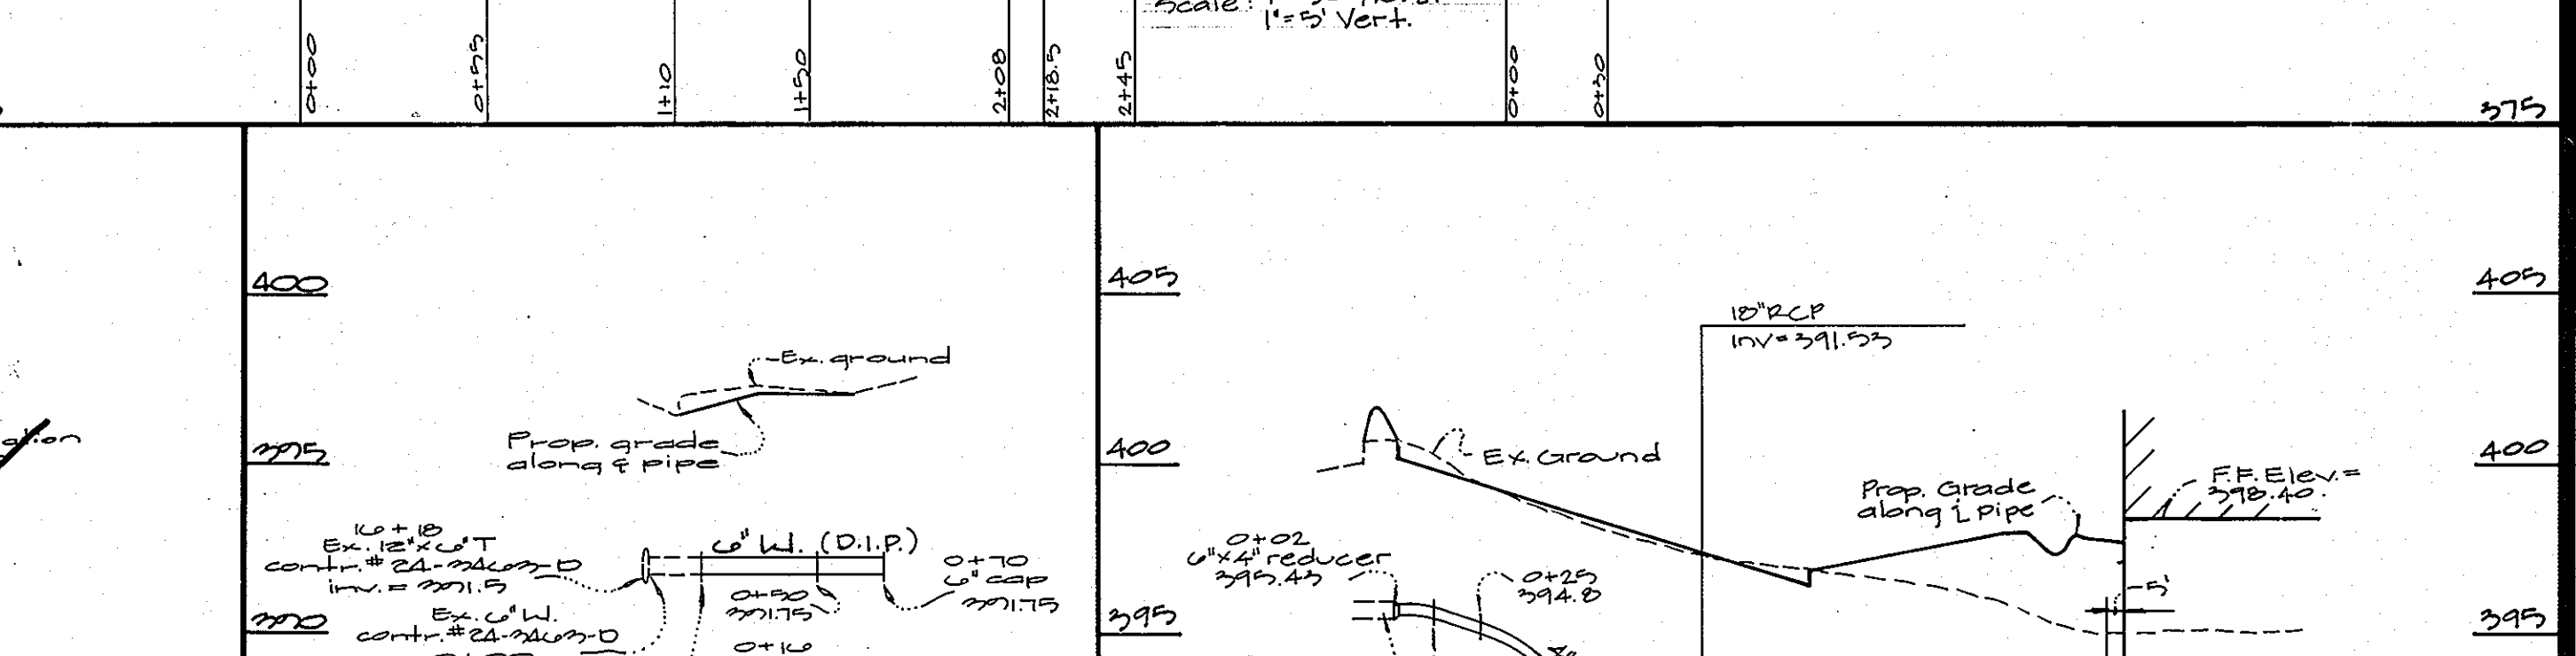 1"=5' Vert.
0+00
0+55
1+10
1+50
2+08
2+18.5
2+45
0+00
0+30
375
400
395
390
Ex. ground
Prop. grade
along ℄ pipe
16+18
Ex. 12"x6"T
contr.# 24-3463-D
inv. = 391.5
Ex. 6" W.
contr.#24-3463-D
6" W. (D.I.P.)
0+50
391.75
0+16
0+70
6" cap
391.75
405
400
395
18"RCP
Inv=391.53
Ex. Ground
Prop. Grade
along ℄ pipe
F.F. Elev.=
398.40
0+02
6"x4" reducer
395.43
0+25
394.8
5'
405
400
395